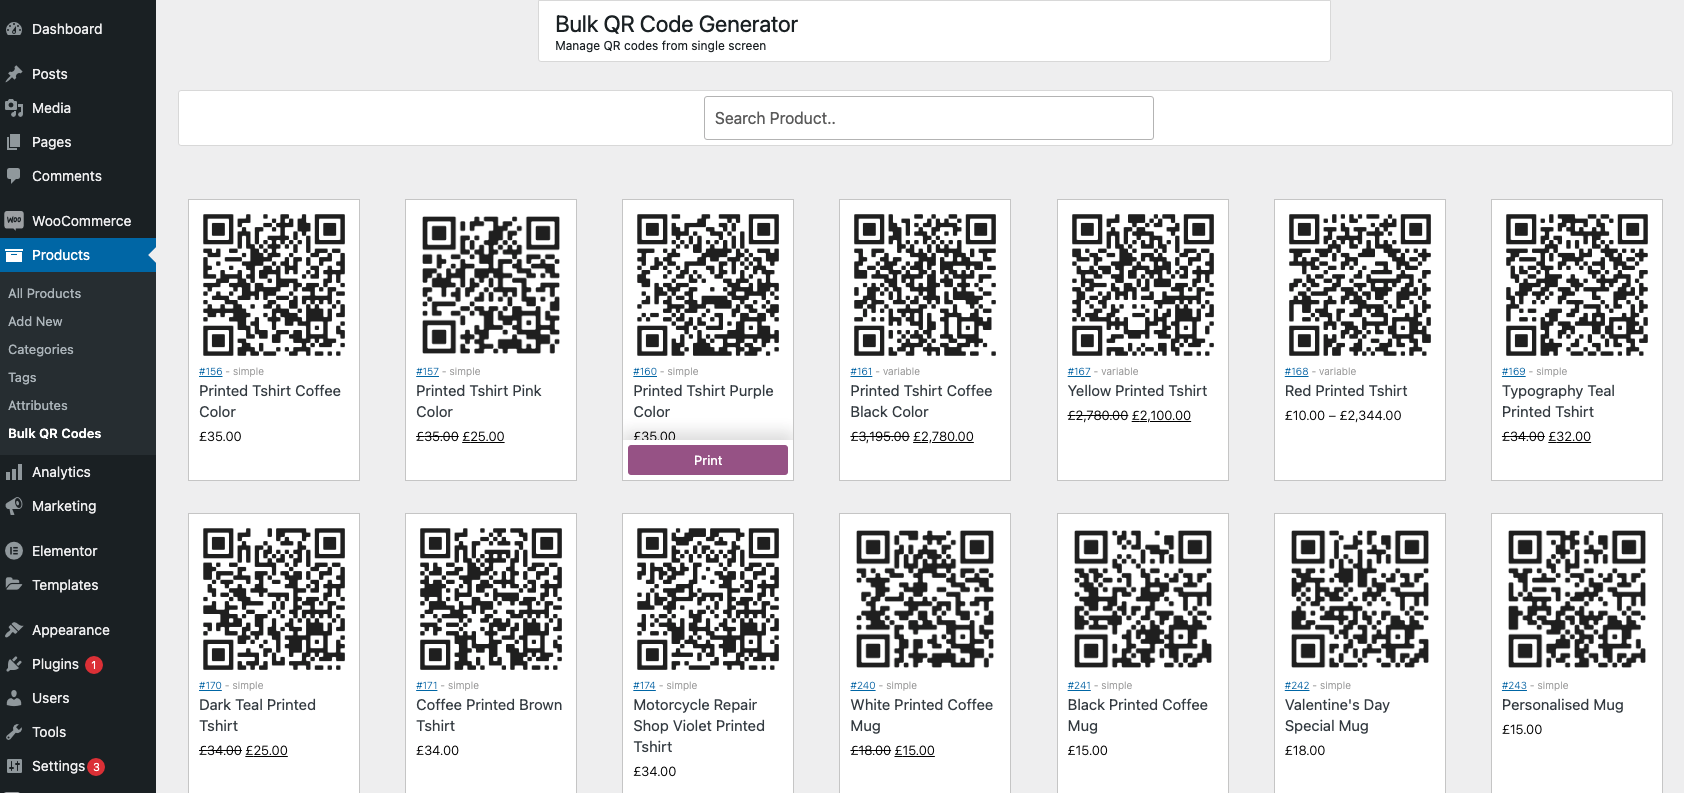 Dashboard
Posts
Media
Pages
Comments
WooCommerce
Products
All Products
Add New
Categories
Tags
Attributes
Bulk QR Codes
Analytics
Marketing
Elementor
Templates
Appearance
Plugins 1
Users
Tools
Settings 3
Bulk QR Code Generator
Manage QR codes from single screen
Search Product..
#156 - simple
Printed Tshirt Coffee
Color
£35.00
#157 - simple
Printed Tshirt Pink
Color
£35.00 £25.00
#160 - simple
Printed Tshirt Purple
Color
£35.00
Print
#161 - variable
Printed Tshirt Coffee
Black Color
£3,195.00 £2,780.00
#167 - variable
Yellow Printed Tshirt
£2,780.00 £2,100.00
#168 - variable
Red Printed Tshirt
£10.00 – £2,344.00
#169 - simple
Typography Teal
Printed Tshirt
£34.00 £32.00
#170 - simple
Dark Teal Printed
Tshirt
£34.00 £25.00
#171 - simple
Coffee Printed Brown
Tshirt
£34.00
#174 - simple
Motorcycle Repair
Shop Violet Printed
Tshirt
£34.00
#240 - simple
White Printed Coffee
Mug
£18.00 £15.00
#241 - simple
Black Printed Coffee
Mug
£15.00
#242 - simple
Valentine's Day
Special Mug
£18.00
#243 - simple
Personalised Mug
£15.00